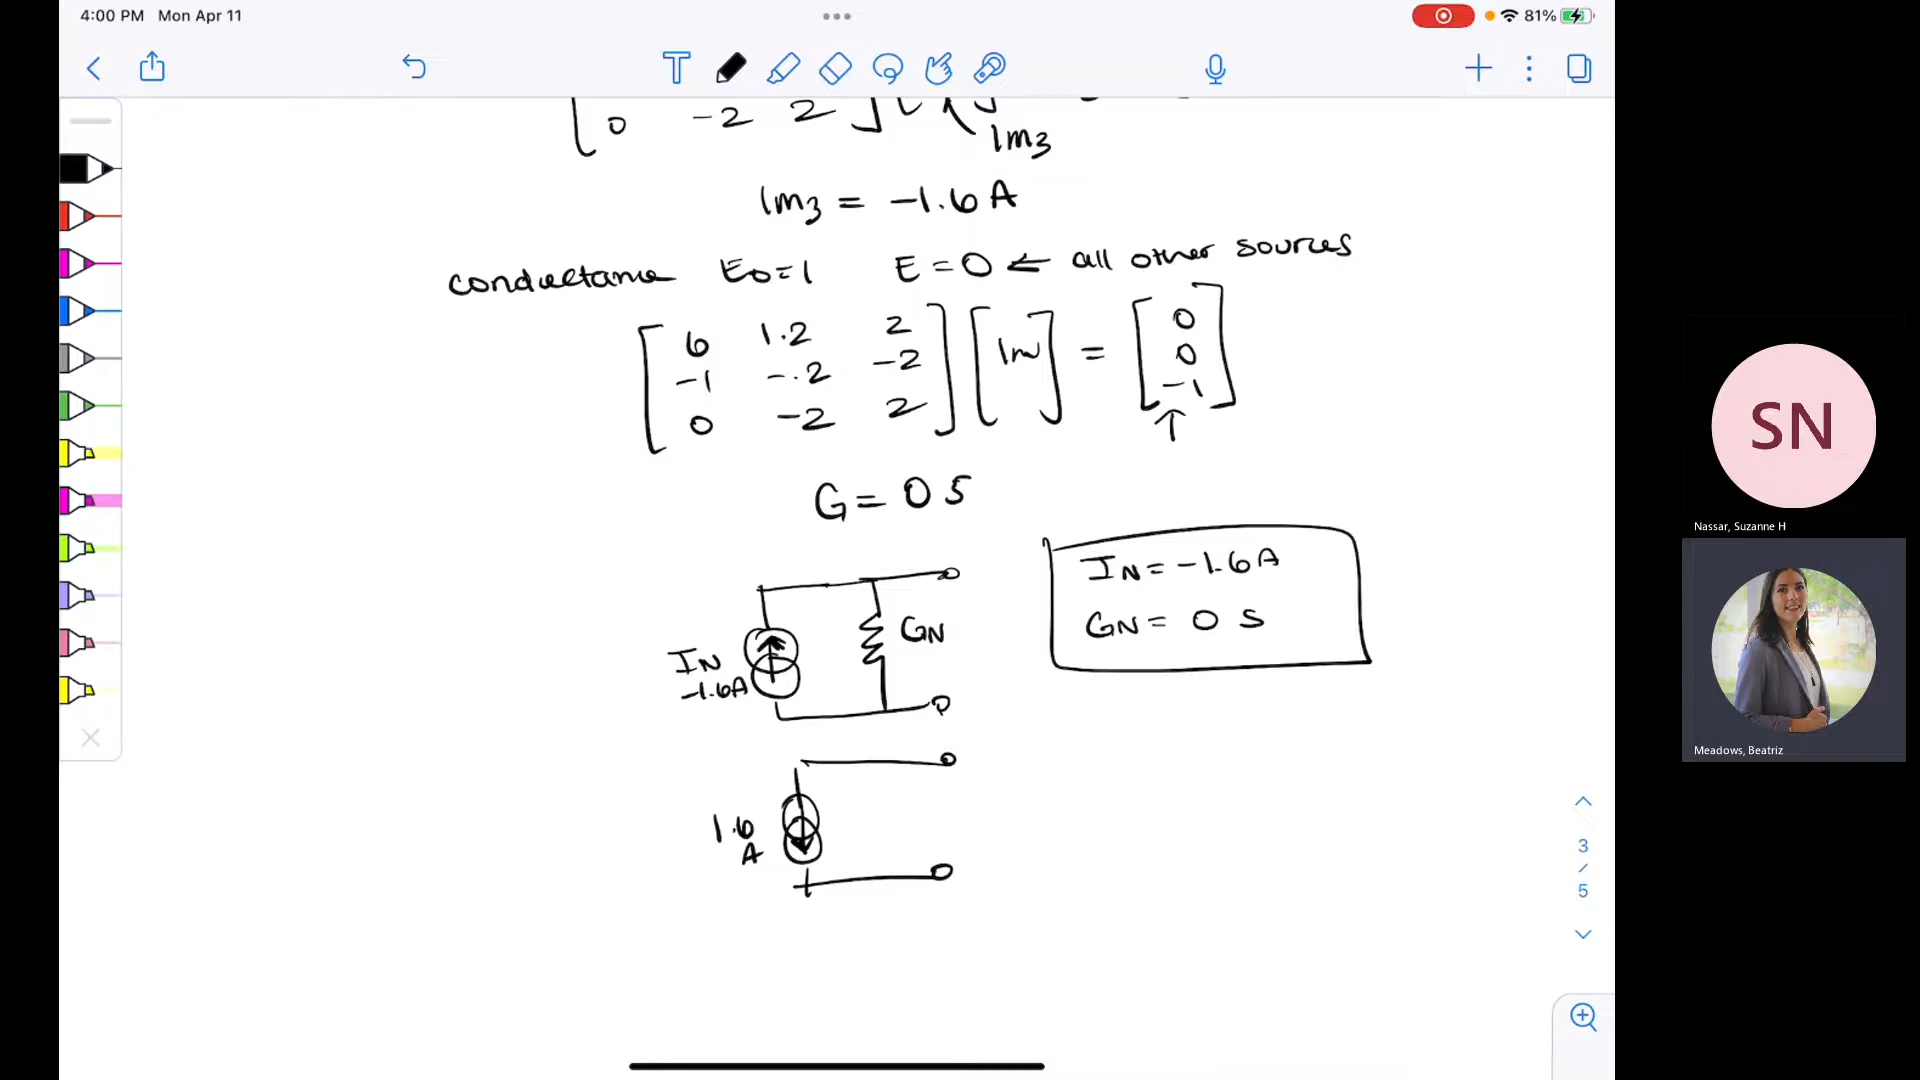 4:00 PM Mon Apr 11
81%
0 -2 2
Im3
Im3 = -1.6 A
conductance Eo=1 E=0 ← all other sources
6 1.2 2
-1 -.2 -2
0 -2 2
[Im] =
0
0
-1
↑
G = 0 S
IN = -1.6A
GN = 0 S
IN
-1.6A
GN
1.6
A
3
/
5
SN
Nassar, Suzanne H
Meadows, Beatriz